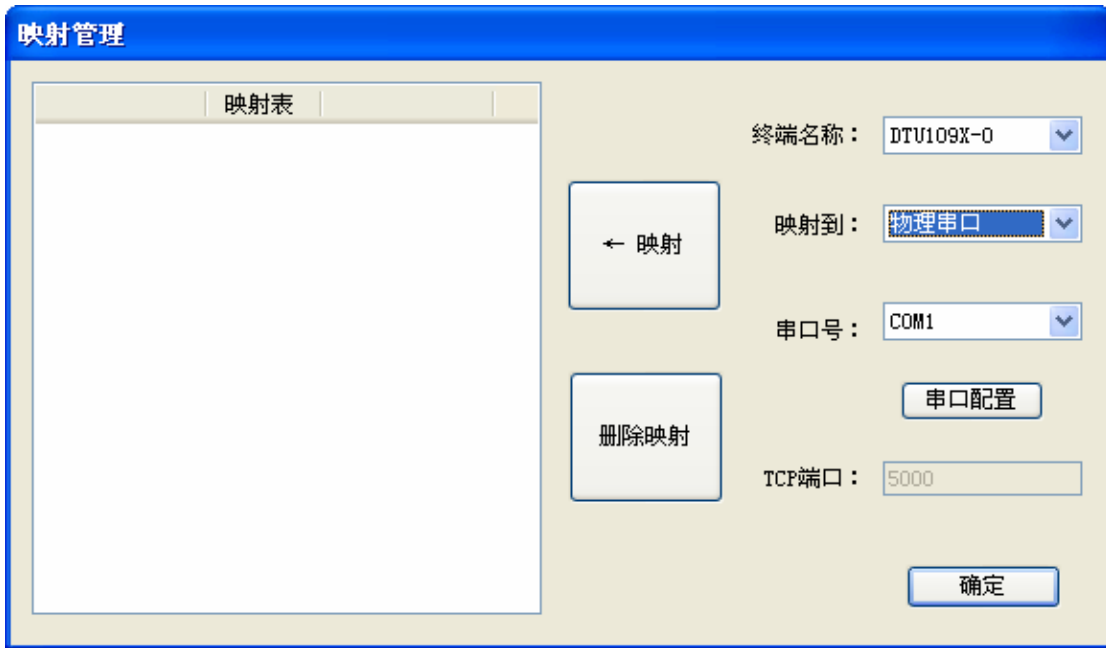 映射管理
映射表
终端名称： DTU109X-0
← 映射
映射到： 物理串口
串口号： COM1
串口配置
删除映射
TCP端口： 5000
确定